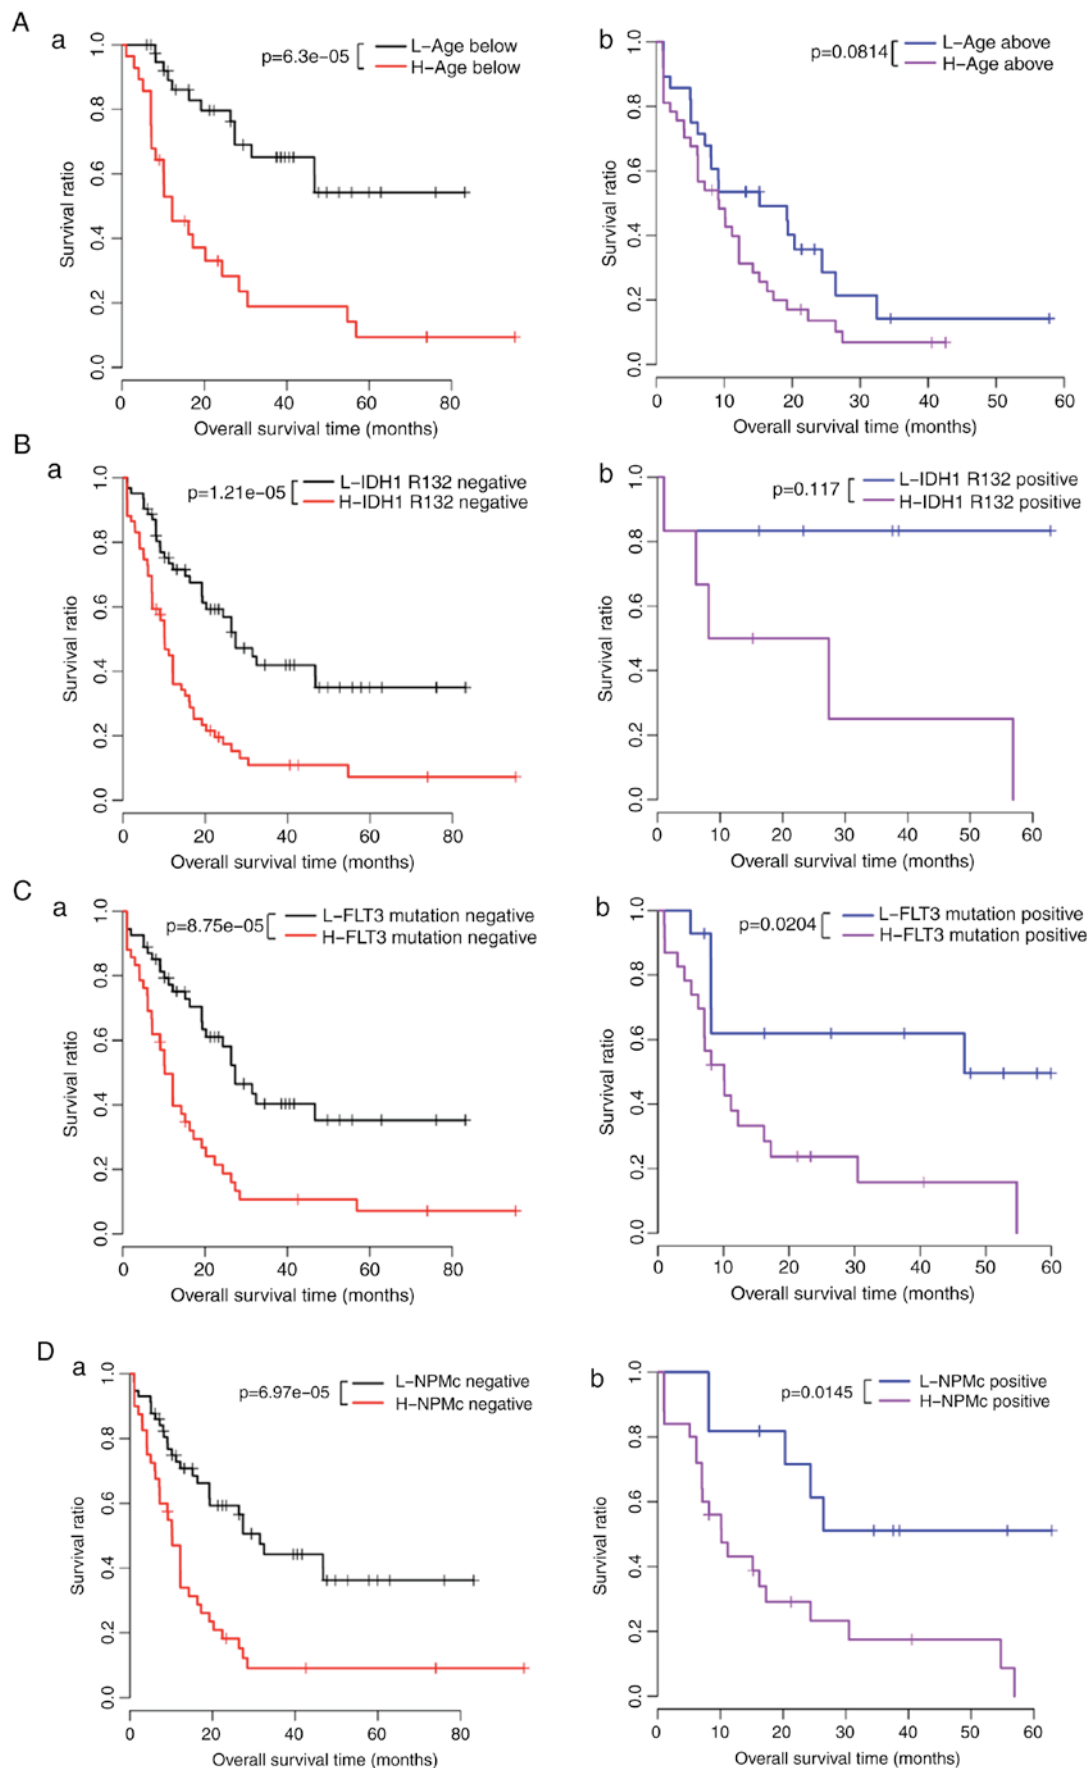 A
a
p=6.3e−05
L−Age below
H−Age below
Survival ratio
0.0 0.2 0.4 0.6 0.8 1.0
0 20 40 60 80
Overall survival time (months)
b
p=0.0814
L−Age above
H−Age above
Survival ratio
0.0 0.2 0.4 0.6 0.8 1.0
0 10 20 30 40 50 60
Overall survival time (months)
B
a
p=1.21e−05
L−IDH1 R132 negative
H−IDH1 R132 negative
Survival ratio
0.0 0.2 0.4 0.6 0.8 1.0
0 20 40 60 80
Overall survival time (months)
b
p=0.117
L−IDH1 R132 positive
H−IDH1 R132 positive
Survival ratio
0.0 0.2 0.4 0.6 0.8 1.0
0 10 20 30 40 50 60
Overall survival time (months)
C
a
p=8.75e−05
L−FLT3 mutation negative
H−FLT3 mutation negative
Survival ratio
0.0 0.2 0.4 0.6 0.8 1.0
0 20 40 60 80
Overall survival time (months)
b
p=0.0204
L−FLT3 mutation positive
H−FLT3 mutation positive
Survival ratio
0.0 0.2 0.4 0.6 0.8 1.0
0 10 20 30 40 50 60
Overall survival time (months)
D
a
p=6.97e−05
L−NPMc negative
H−NPMc negative
Survival ratio
0.0 0.2 0.4 0.6 0.8 1.0
0 20 40 60 80
Overall survival time (months)
b
p=0.0145
L−NPMc positive
H−NPMc positive
Survival ratio
0.0 0.2 0.4 0.6 0.8 1.0
0 10 20 30 40 50 60
Overall survival time (months)